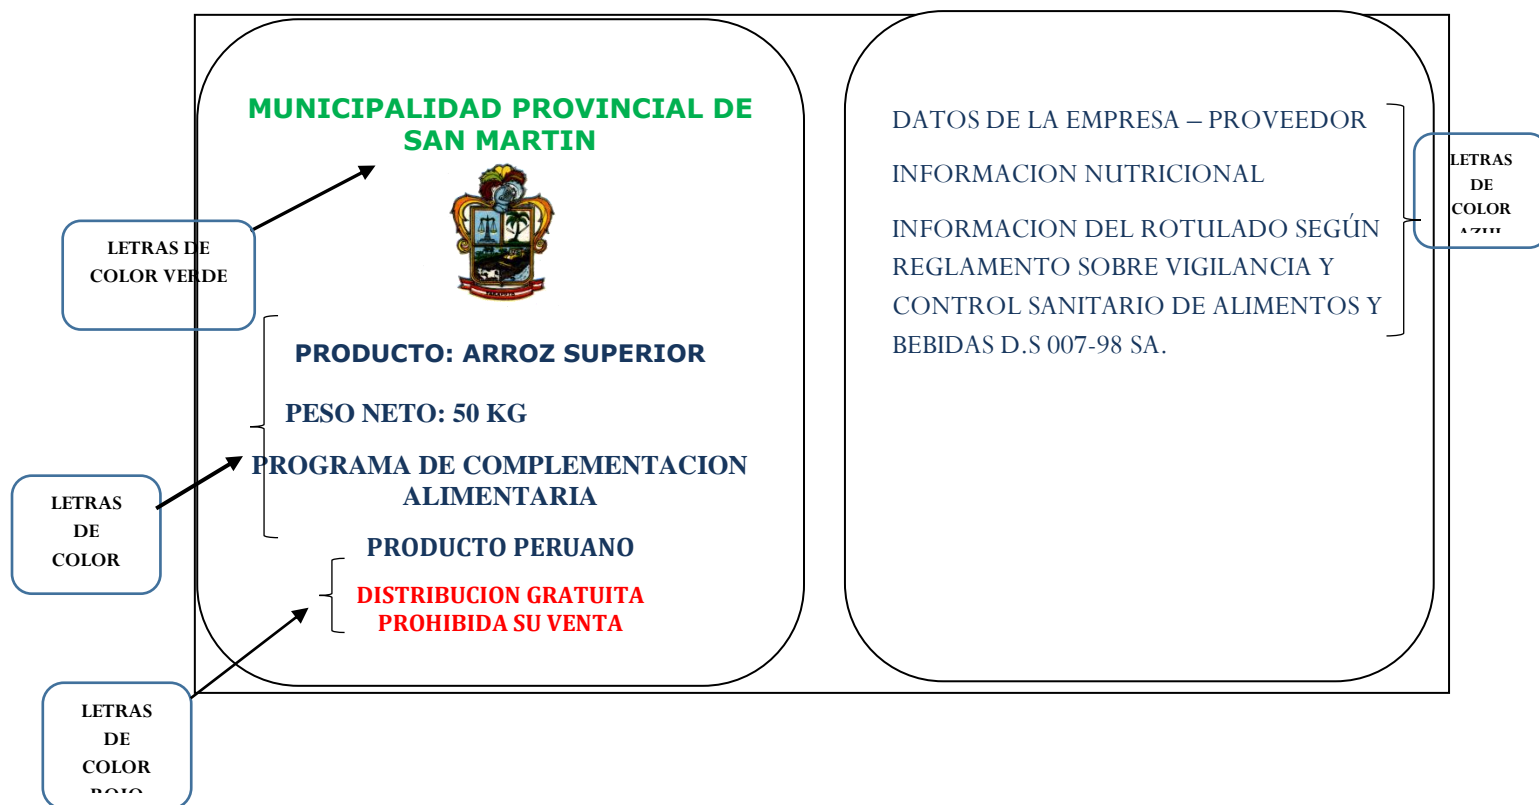 MUNICIPALIDAD PROVINCIAL DE
SAN MARTIN
LETRAS DE
COLOR VERDE
PRODUCTO: ARROZ SUPERIOR
PESO NETO: 50 KG
PROGRAMA DE COMPLEMENTACION
ALIMENTARIA
PRODUCTO PERUANO
LETRAS
DE
COLOR
DISTRIBUCION GRATUITA
PROHIBIDA SU VENTA
LETRAS
DE
COLOR
ROJO
DATOS DE LA EMPRESA – PROVEEDOR
INFORMACION NUTRICIONAL
INFORMACION DEL ROTULADO SEGÚN
REGLAMENTO SOBRE VIGILANCIA Y
CONTROL SANITARIO DE ALIMENTOS Y
BEBIDAS D.S 007-98 SA.
LETRAS
DE
COLOR
AZUL